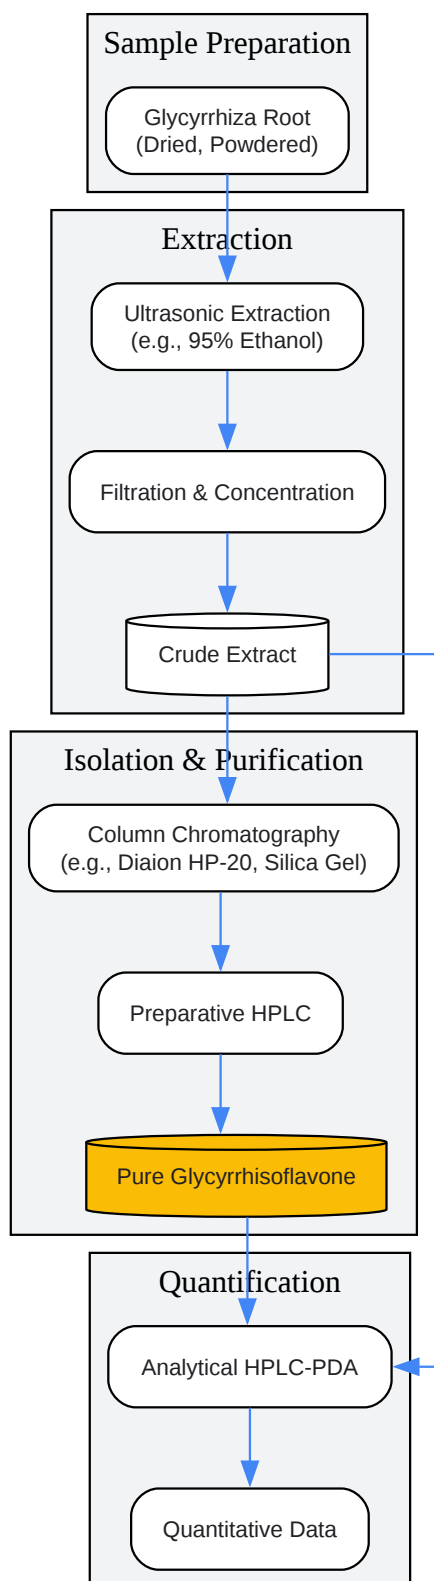 Sample Preparation
Glycyrrhiza Root
(Dried, Powdered)
Extraction
Ultrasonic Extraction
(e.g., 95% Ethanol)
Filtration & Concentration
Crude Extract
Isolation & Purification
Column Chromatography
(e.g., Diaion HP-20, Silica Gel)
Preparative HPLC
Pure Glycyrrhisoflavone
Quantification
Analytical HPLC-PDA
Quantitative Data